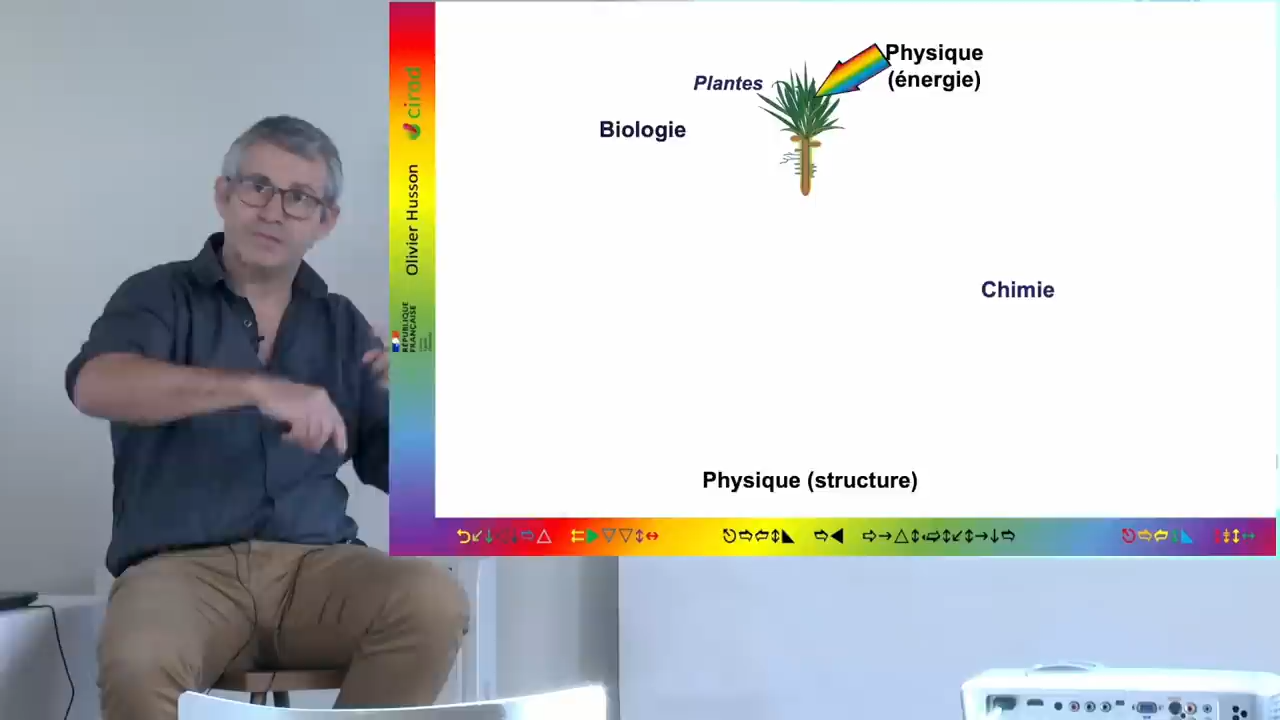 cirad
Olivier Husson
RÉPUBLIQUE
FRANÇAISE
Physique
(énergie)
Plantes
Biologie
Chimie
Physique (structure)